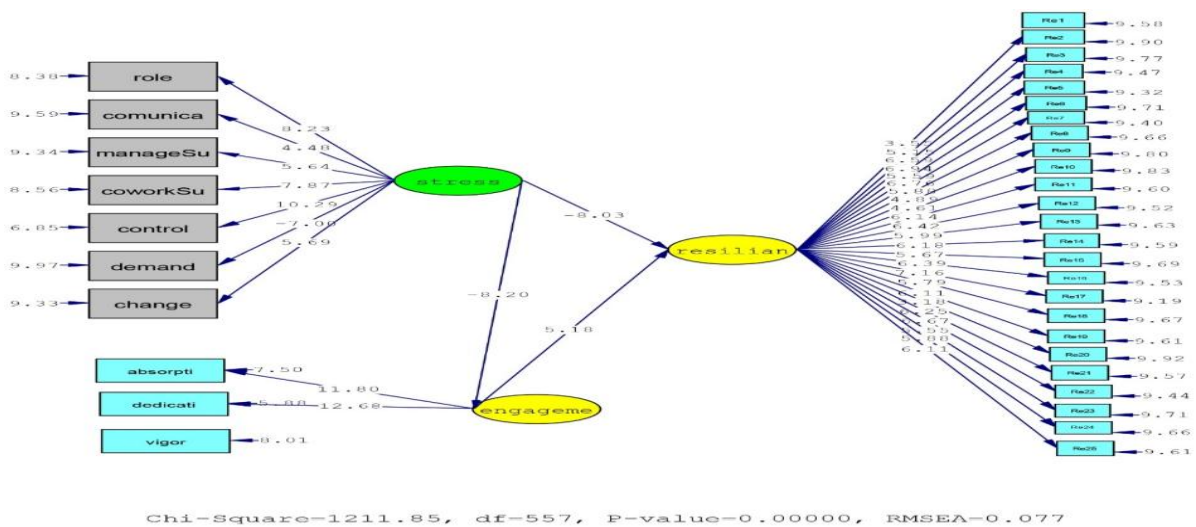 8.38 role
9.59 comunica
9.34 manageSu
8.56 coworkSu
6.85 control
9.97 demand
9.33 change
8.23
4.48
5.64
7.87
10.29
-7.00
5.69
stress
-8.03
-8.20
5.18
resilian
engageme
absorpti 7.50
dedicati 5.88
vigor 8.01
11.80
12.68
4.89
4.61
6.14
6.42
5.99
6.18
5.67
6.39
7.16
5.79
6.11
6.25
5.88
6.11
Re1 9.58
Re2 9.90
Re3 9.77
Re4 9.47
Re5 9.32
Re6 9.71
Re7 9.40
Re8 9.66
Re9 9.80
Re10 9.83
Re11 9.60
Re12 9.52
Re13 9.63
Re14 9.59
Re15 9.69
Re16 9.53
Re17 9.19
Re18 9.67
Re19 9.61
Re20 9.92
Re21 9.57
Re22 9.44
Re23 9.71
Re24 9.66
Re25 9.61
Chi-Square=1211.85, df=557, P-value=0.00000, RMSEA=0.077